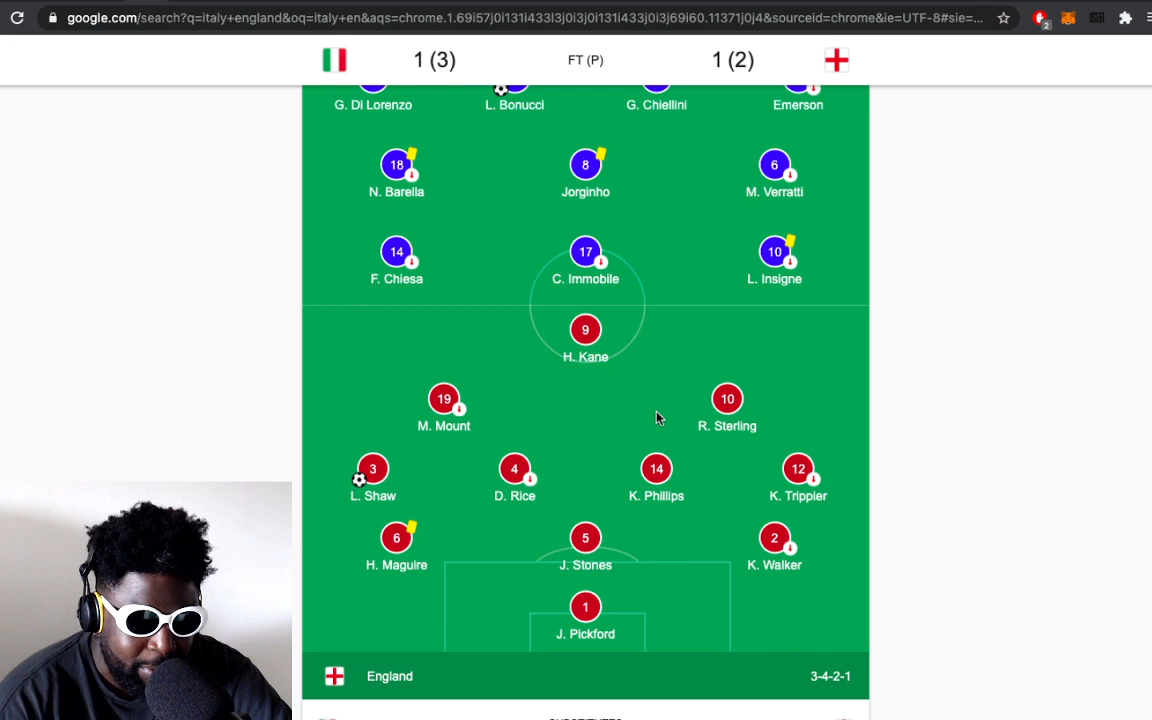 google.com/search?q=italy+england&oq=italy+en&aqs=chrome.1.69i57j0i131i433l3j0i3j0i131i433j0i3j69i60.11371j0j4&sourceid=chrome&ie=UTF-8#sie=...
2
1 (3) FT (P) 1 (2)
G. Di Lorenzo L. Bonucci G. Chiellini Emerson
18 8 6
N. Barella Jorginho M. Verratti
14 17 10
F. Chiesa C. Immobile L. Insigne
9
H. Kane
19 10
M. Mount R. Sterling
3 4 14 12
L. Shaw D. Rice K. Phillips K. Trippier
6 5 2
H. Maguire J. Stones K. Walker
1
J. Pickford
England 3-4-2-1